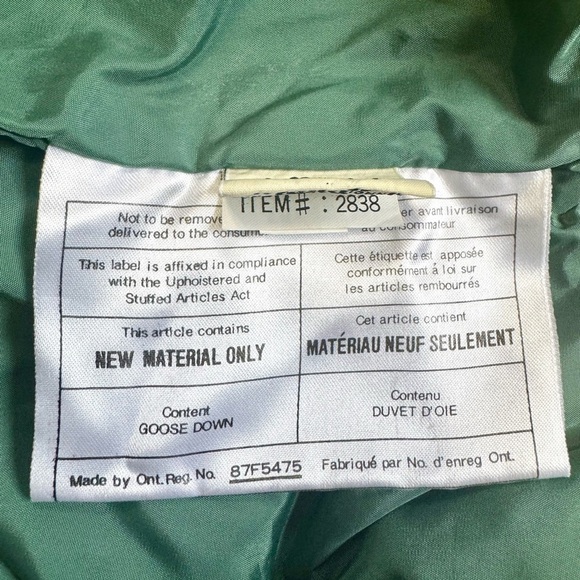 ITEM# : 2838
Not to be
delivered to the
avant livraison
au consommateur
This label is affixed in compliance
with the Upholstered and
Stuffed Articles Act
Cette étiquette est apposée
conformément á loi sur
les articles rembourrés
This article contains
NEW MATERIAL ONLY
Cet article contient
MATÉRIAU NEUF SEULEMENT
Content
GOOSE DOWN
Contenu
DUVET D'OIE
Made by Ont. Reg. No. 87F5475 Fabriqué par No. d'enreg Ont.